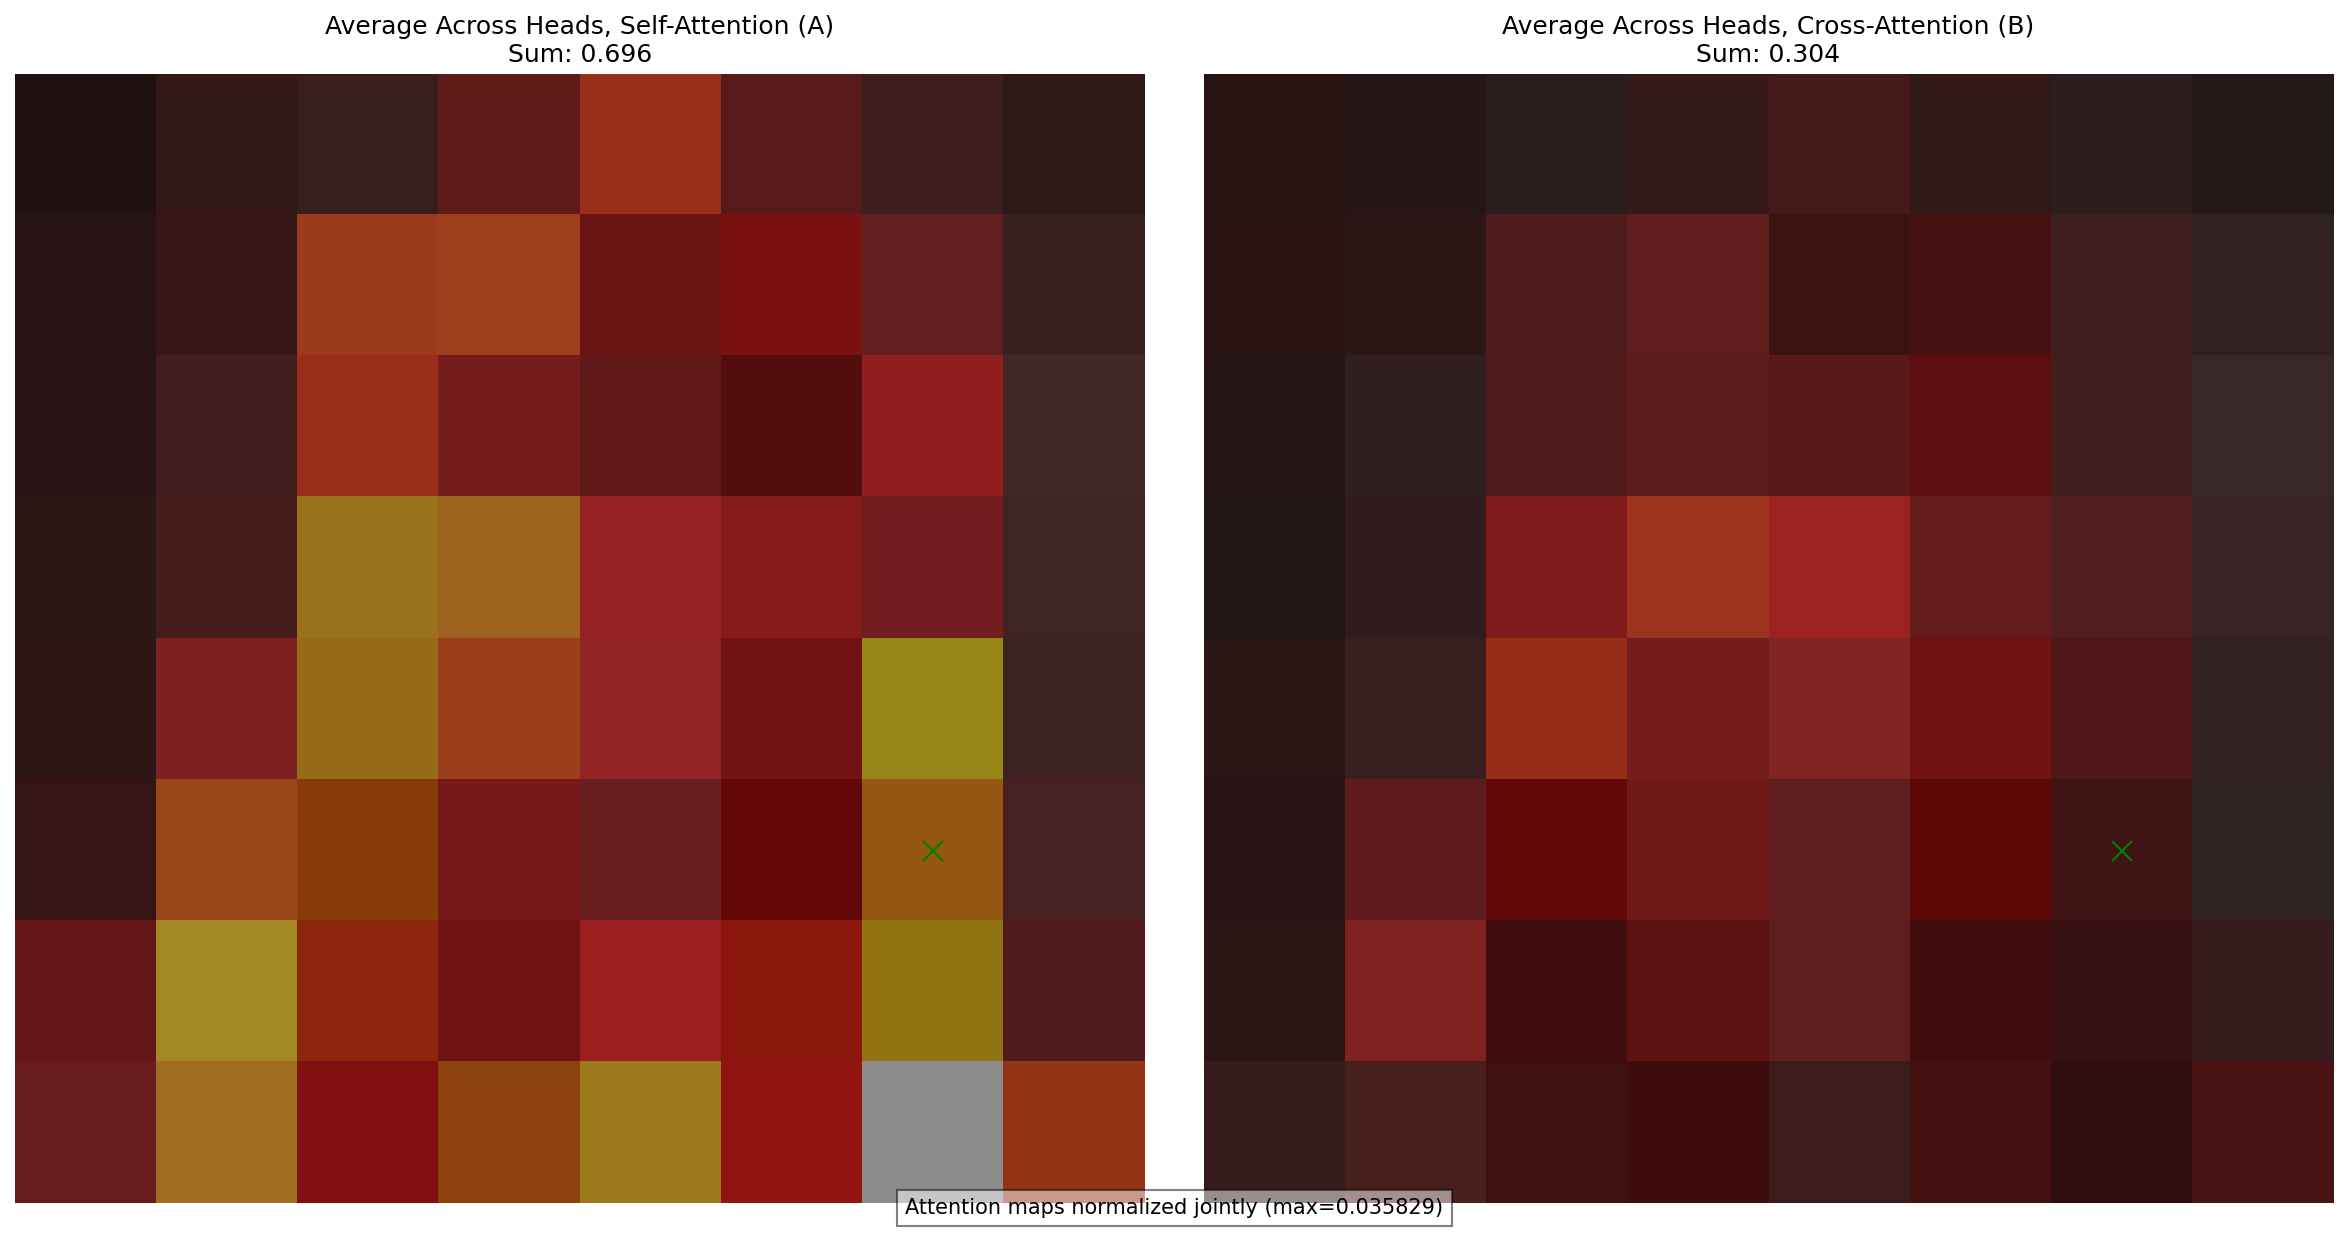 Average Across Heads, Self-Attention (A)
Sum: 0.696
Average Across Heads, Cross-Attention (B)
Sum: 0.304
Attention maps normalized jointly (max=0.035829)